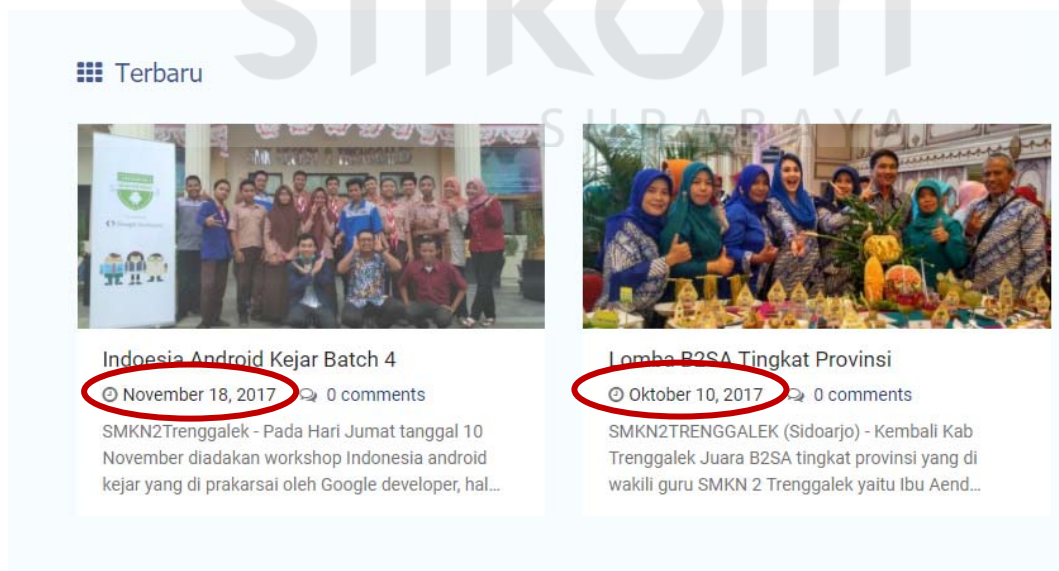 stikom
SURABAYA
Terbaru
Indoesia Android Kejar Batch 4
November 18, 2017 0 comments
SMKN2Trenggalek - Pada Hari Jumat tanggal 10
November diadakan workshop Indonesia android
kejar yang di prakarsai oleh Google developer, hal...
Lomba B2SA Tingkat Provinsi
Oktober 10, 2017 0 comments
SMKN2TRENGGALEK (Sidoarjo) - Kembali Kab
Trenggalek Juara B2SA tingkat provinsi yang di
wakili guru SMKN 2 Trenggalek yaitu Ibu Aend...